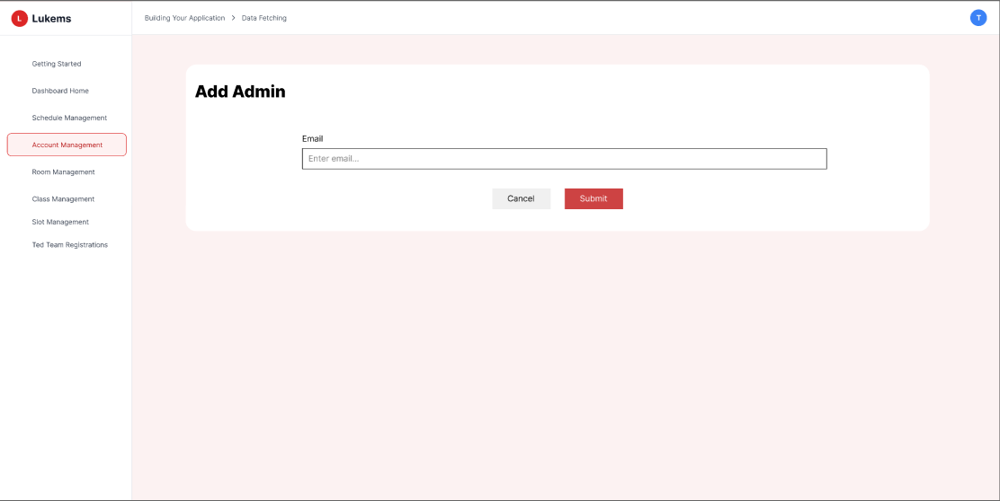 L Lukems
Building Your Application > Data Fetching
T
Getting Started
Dashboard Home
Schedule Management
Account Management
Room Management
Class Management
Slot Management
Ted Team Registrations
Add Admin
Email
Enter email...
Cancel Submit